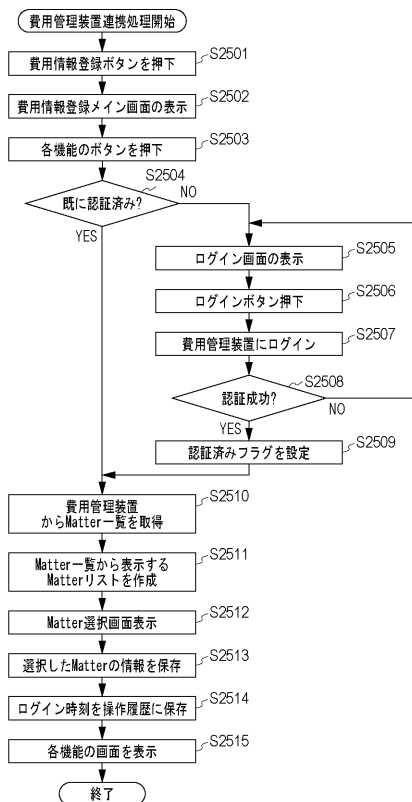 費用管理装置連携処理開始
S2501
費用情報登録ボタンを押下
S2502
費用情報登録メイン画面の表示
S2503
各機能のボタンを押下
S2504
既に認証済み?
NO
YES
S2505
ログイン画面の表示
S2506
ログインボタン押下
S2507
費用管理装置にログイン
S2508
認証成功?
NO
YES
S2509
認証済みフラグを設定
S2510
費用管理装置
からMatter一覧を取得
S2511
Matter一覧から表示する
Matterリストを作成
S2512
Matter選択画面表示
S2513
選択したMatterの情報を保存
S2514
ログイン時刻を操作履歴に保存
S2515
各機能の画面を表示
終了